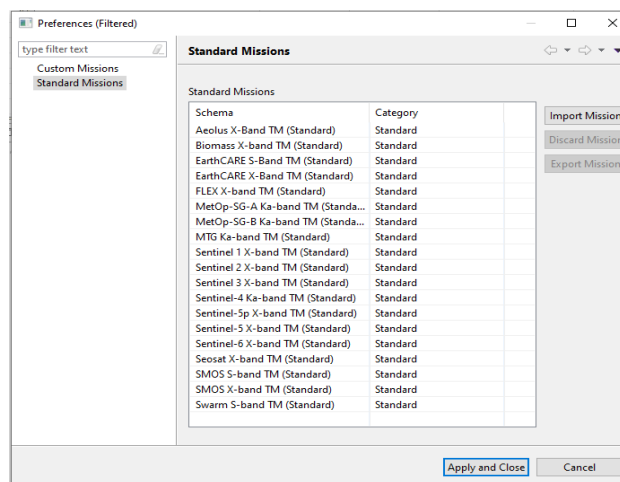 Preferences (Filtered)
type filter text
Custom Missions
Standard Missions
Standard Missions
Standard Missions
Schema Category
Aeolus X-Band TM (Standard) Standard
Biomass X-band TM (Standard) Standard
EarthCARE S-Band TM (Standard) Standard
EarthCARE X-Band TM (Standard) Standard
FLEX X-band TM (Standard) Standard
MetOp-SG-A Ka-band TM (Standa... Standard
MetOp-SG-B Ka-band TM (Standa... Standard
MTG Ka-band TM (Standard) Standard
Sentinel 1 X-band TM (Standard) Standard
Sentinel 2 X-band TM (Standard) Standard
Sentinel 3 X-band TM (Standard) Standard
Sentinel-4 Ka-band TM (Standard) Standard
Sentinel-5p X-band TM (Standard) Standard
Sentinel-5 X-band TM (Standard) Standard
Sentinel-6 X-band TM (Standard) Standard
Seosat X-band TM (Standard) Standard
SMOS S-band TM (Standard) Standard
SMOS X-band TM (Standard) Standard
Swarm S-band TM (Standard) Standard
Import Mission
Discard Mission
Export Mission
Apply and Close Cancel